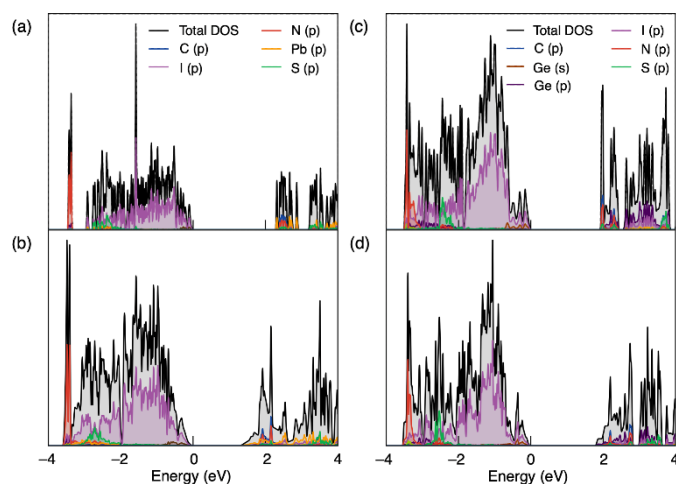 (a)
Total DOS
N (p)
C (p)
Pb (p)
I (p)
S (p)
(c)
Total DOS
I (p)
C (p)
N (p)
Ge (s)
S (p)
Ge (p)
(b)
(d)
−4 −2 0 2 4
Energy (eV)
−4 −2 0 2 4
Energy (eV)